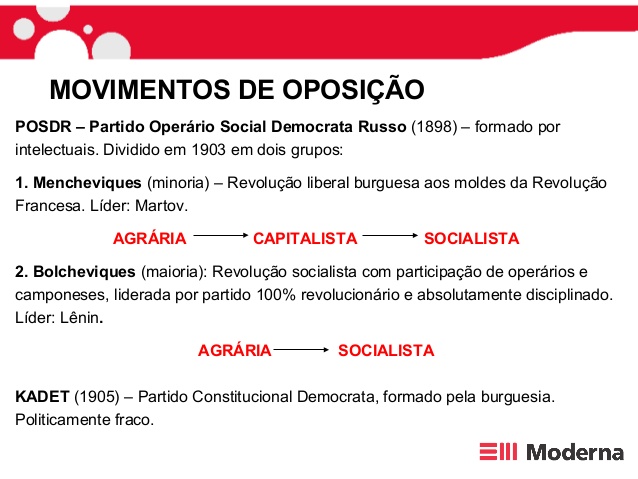 MOVIMENTOS DE OPOSIÇÃO
POSDR – Partido Operário Social Democrata Russo (1898) – formado por
intelectuais. Dividido em 1903 em dois grupos:
1. Mencheviques (minoria) – Revolução liberal burguesa aos moldes da Revolução
Francesa. Líder: Martov.
AGRÁRIA CAPITALISTA SOCIALISTA
2. Bolcheviques (maioria): Revolução socialista com participação de operários e
camponeses, liderada por partido 100% revolucionário e absolutamente disciplinado.
Líder: Lênin.
AGRÁRIA SOCIALISTA
KADET (1905) – Partido Constitucional Democrata, formado pela burguesia.
Politicamente fraco.
Moderna